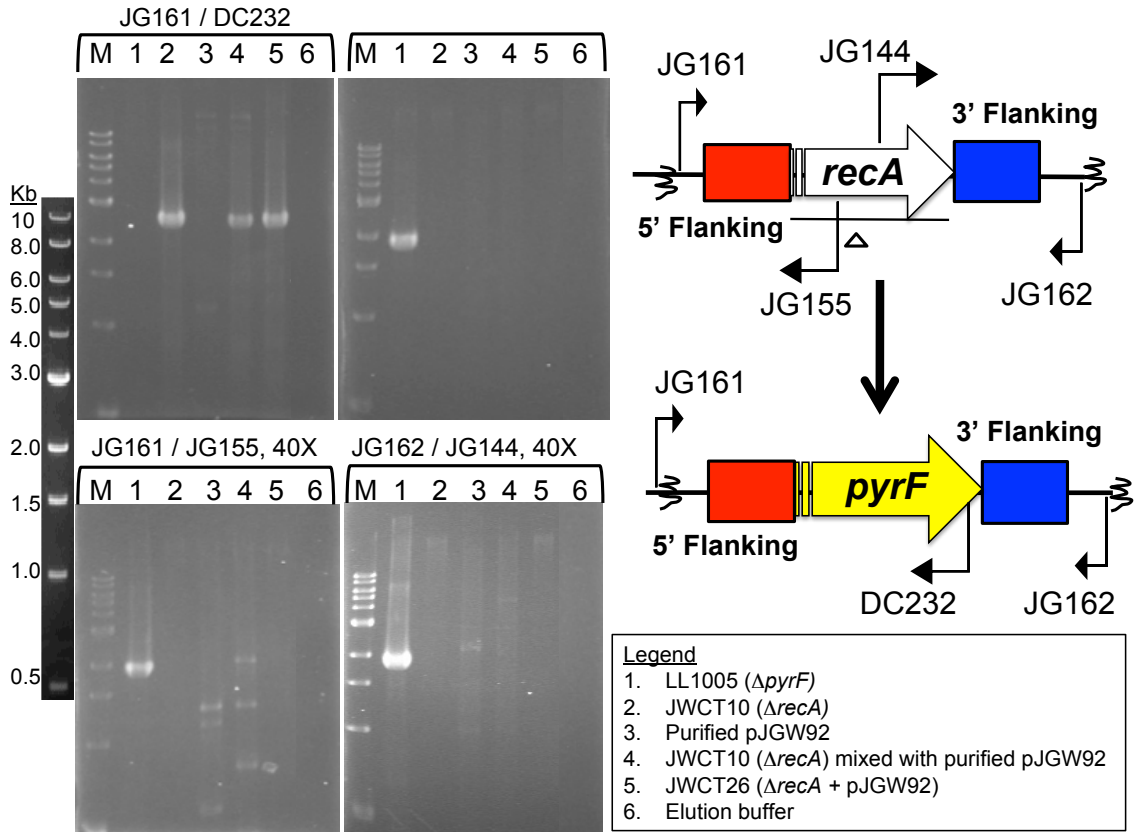 JG161 / DC232
M 1 2 3 4 5 6
M 1 2 3 4 5 6
Kb
10
8.0
6.0
5.0
4.0
3.0
2.0
1.5
1.0
0.5
JG161 / JG155, 40X
M 1 2 3 4 5 6
JG162 / JG144, 40X
M 1 2 3 4 5 6
JG161
JG144
3’ Flanking
recA
5’ Flanking
Δ
JG155
JG162
JG161
3’ Flanking
pyrF
5’ Flanking
DC232
JG162
Legend
1. LL1005 (ΔpyrF)
2. JWCT10 (ΔrecA)
3. Purified pJGW92
4. JWCT10 (ΔrecA) mixed with purified pJGW92
5. JWCT26 (ΔrecA + pJGW92)
6. Elution buffer